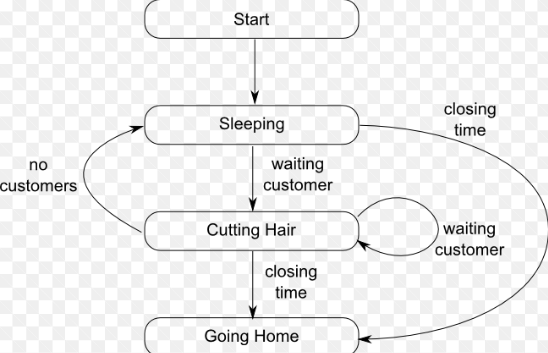 Start
Sleeping
closing
time
waiting
customer
no
customers
Cutting Hair
waiting
customer
closing
time
Going Home